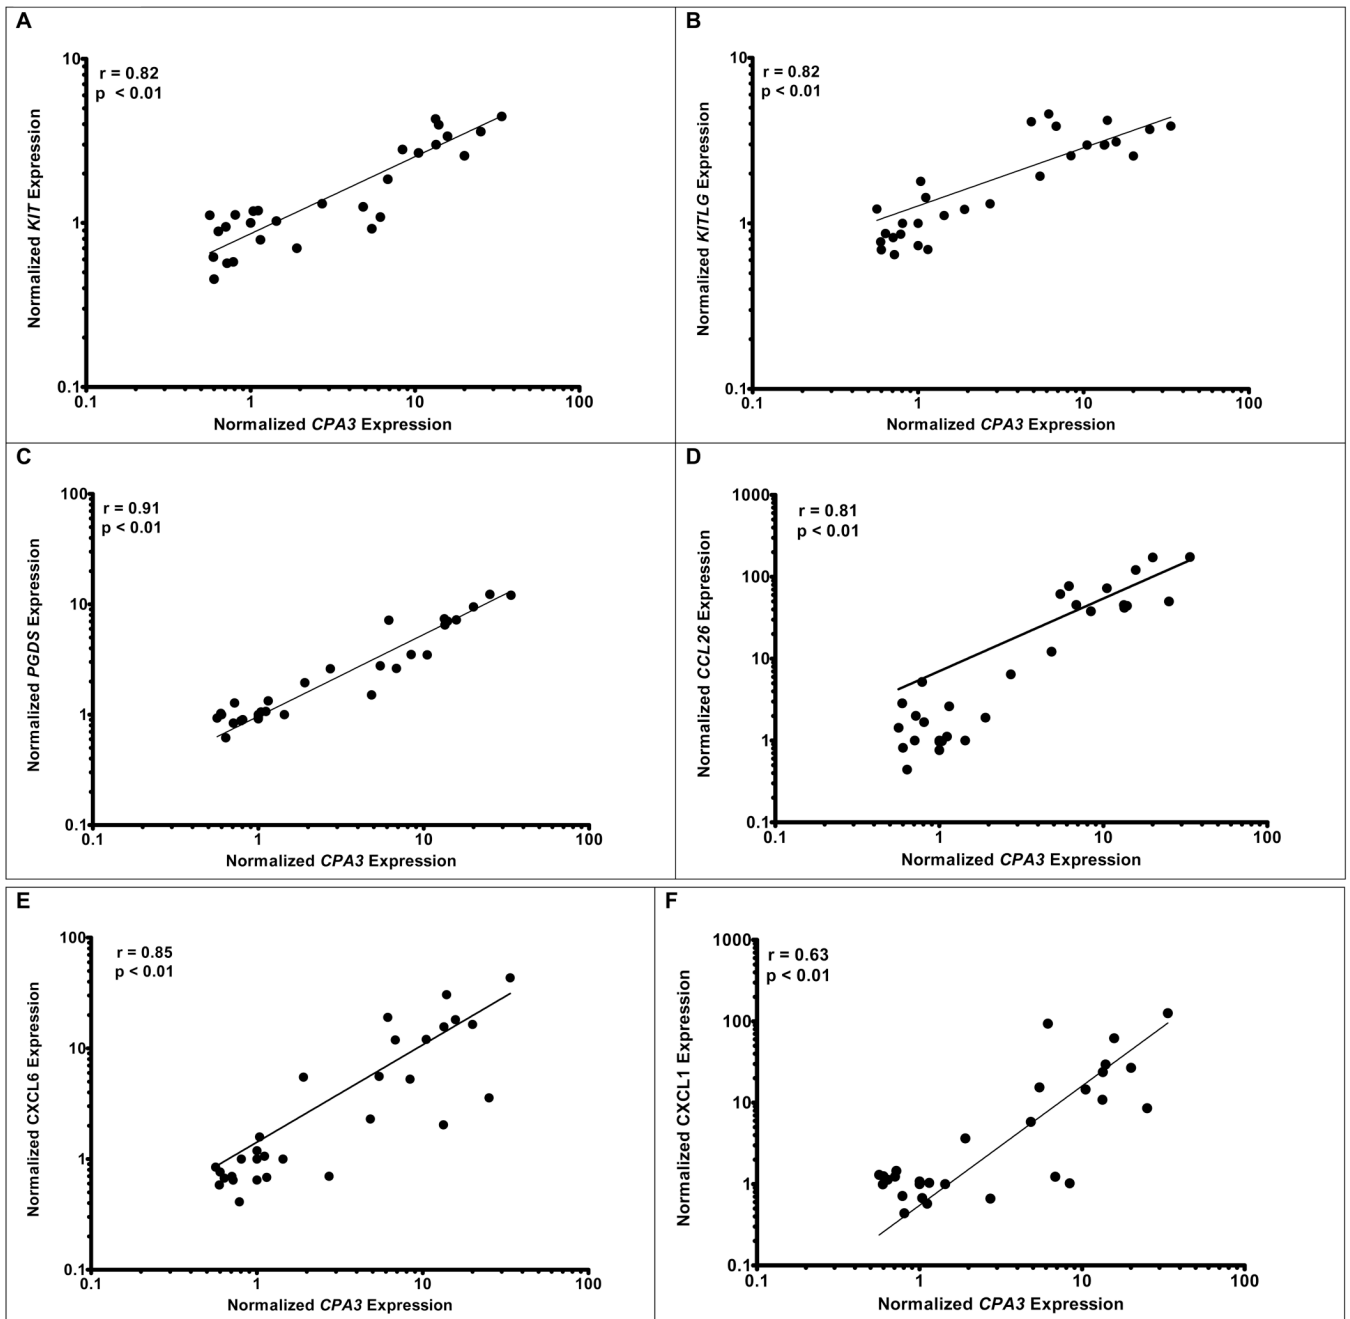 A
r = 0.82
p < 0.01
10
1
0.1
0.1 1 10 100
Normalized KIT Expression
Normalized CPA3 Expression
B
r = 0.82
p < 0.01
10
1
0.1
0.1 1 10 100
Normalized KITLG Expression
Normalized CPA3 Expression
C
r = 0.91
p < 0.01
100
10
1
0.1
0.1 1 10 100
Normalized PGDS Expression
Normalized CPA3 Expression
D
r = 0.81
p < 0.01
1000
100
10
1
0.1
0.1 1 10 100
Normalized CCL26 Expression
Normalized CPA3 Expression
E
r = 0.85
p < 0.01
100
10
1
0.1
0.1 1 10 100
Normalized CXCL6 Expression
Normalized CPA3 Expression
F
r = 0.63
p < 0.01
1000
100
10
1
0.1
0.1 1 10 100
Normalized CXCL1 Expression
Normalized CPA3 Expression